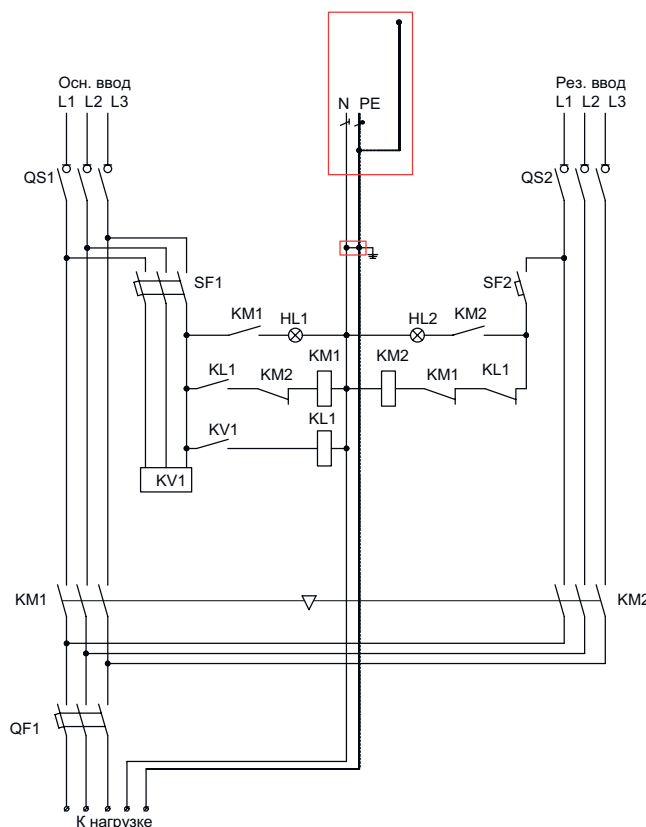 Осн. ввод
L1 L2 L3
N PE
Рез. ввод
L1 L2 L3
QS1
QS2
SF1
SF2
KM1 HL1
HL2 KM2
KL1 KM2 KM1
KM2 KM1 KL1
KV1 KL1
KV1
KM1
KM2
QF1
К нагрузке